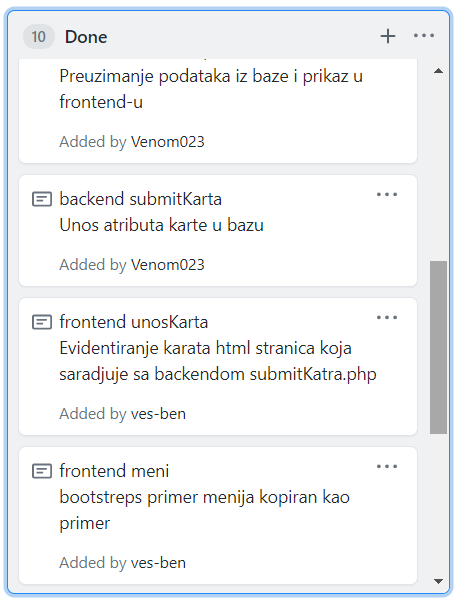 10 Done
Preuzimanje podataka iz baze i prikaz u
frontend-u
Added by Venom023
backend submitKarta
Unos atributa karte u bazu
Added by Venom023
frontend unosKarta
Evidentiranje karata html stranica koja
saradjuje sa backendom submitKatra.php
Added by ves-ben
frontend meni
bootstreps primer menija kopiran kao
primer
Added by ves-ben